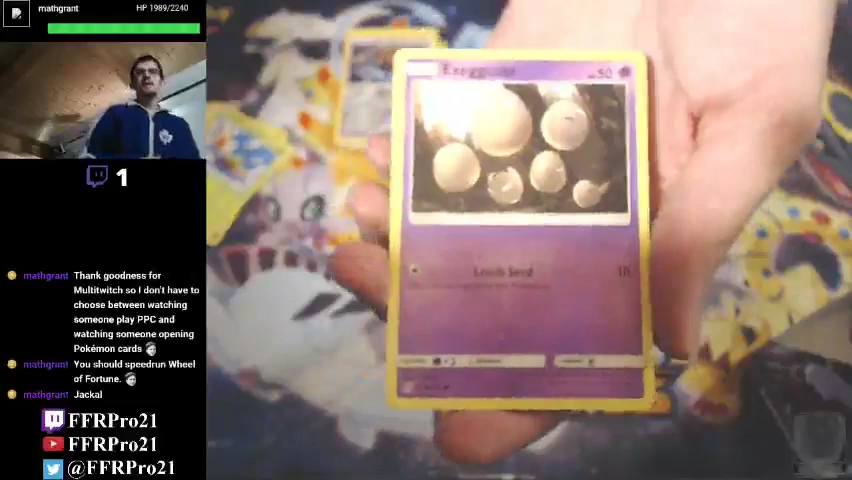 mathgrant
HP 1989/2240
1
mathgrant Thank goodness for
Multitwitch so I don't have to
choose between watching
someone play PPC and
watching someone opening
Pokémon cards
mathgrant You should speedrun Wheel
of Fortune.
mathgrant Jackal
FFRPro21
FFRPro21
@FFRPro21
50
Leech Seed